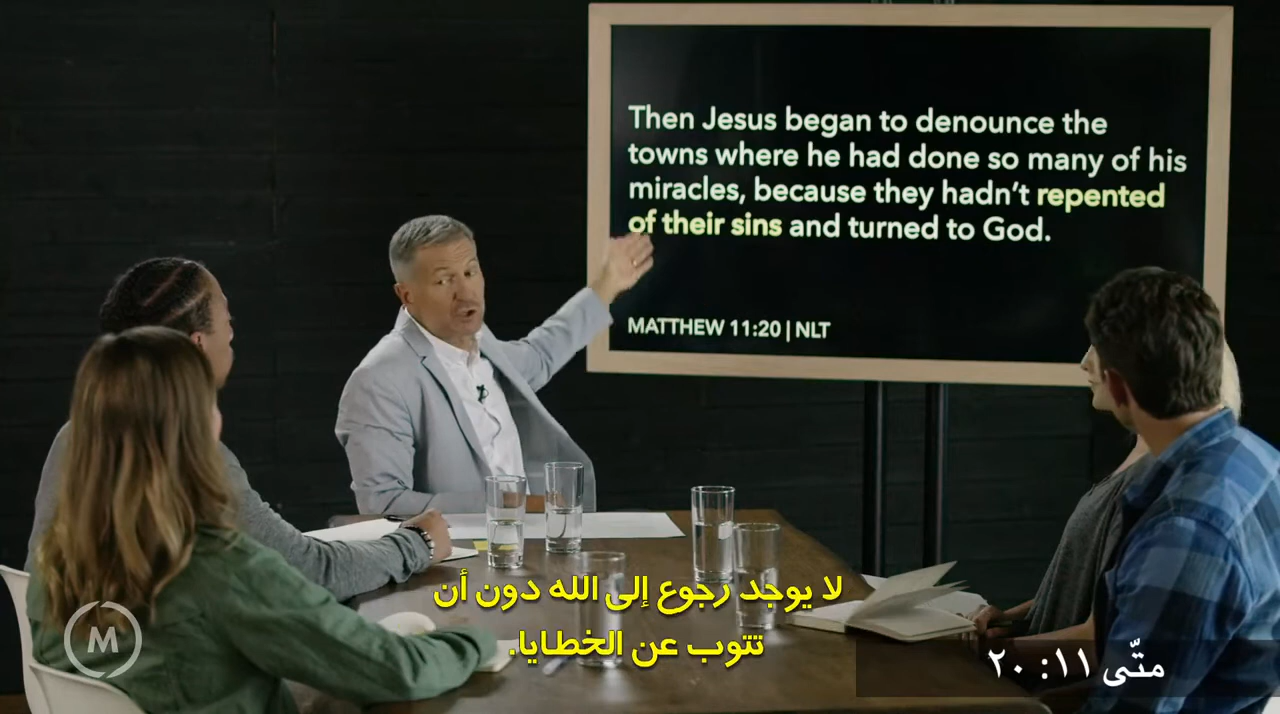 Then Jesus began to denounce the
towns where he had done so many of his
miracles, because they hadn't repented
of their sins and turned to God.
MATTHEW 11:20 | NLT
لا يوجد رجوع إلى الله دون أن
تتوب عن الخطايا.
متّى ١١: ٢٠
M